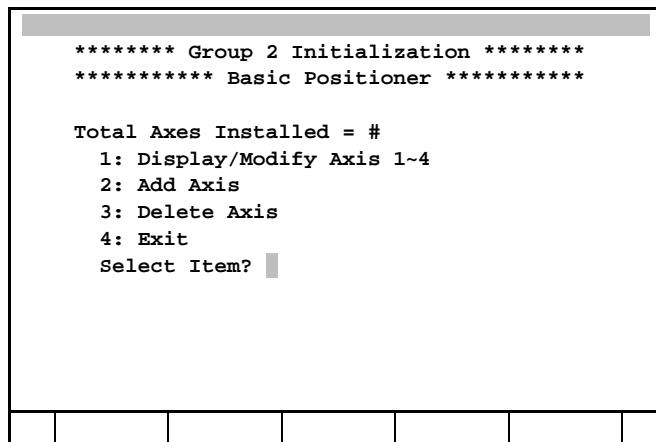 ******** Group 2 Initialization ********
*********** Basic Positioner ***********
Total Axes Installed = #
1: Display/Modify Axis 1~4
2: Add Axis
3: Delete Axis
4: Exit
Select Item?